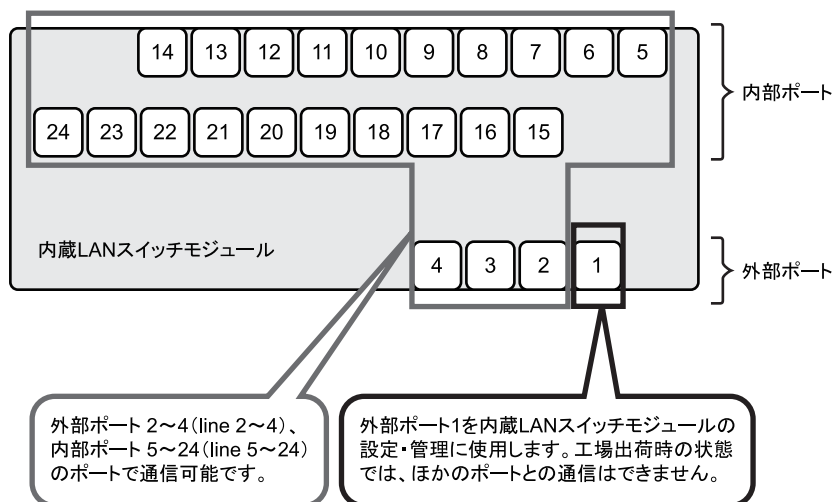 14 13 12 11 10 9 8 7 6 5
内部ポート
24 23 22 21 20 19 18 17 16 15
内蔵LANスイッチモジュール
4 3 2 1
外部ポート
外部ポート 2～4(line 2～4)、
内部ポート 5～24(line 5～24)
のポートで通信可能です。
外部ポート1を内蔵LANスイッチモジュールの
設定・管理に使用します。工場出荷時の状態
では、ほかのポートとの通信はできません。